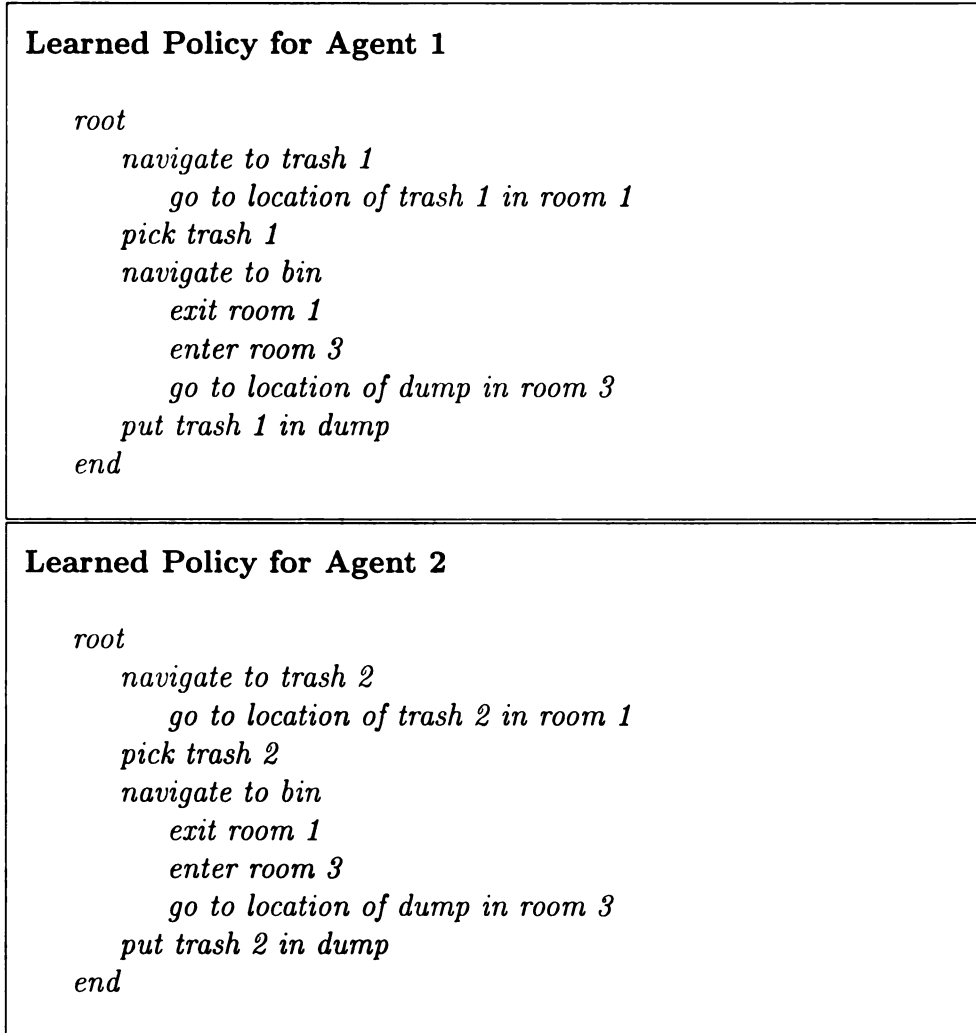 Learned Policy for Agent 1
root
navigate to trash 1
go to location of trash 1 in room 1
pick trash 1
navigate to bin
exit room 1
enter room 3
go to location of dump in room 3
put trash 1 in dump
end
Learned Policy for Agent 2
root
navigate to trash 2
go to location of trash 2 in room 1
pick trash 2
navigate to bin
exit room 1
enter room 3
go to location of dump in room 3
put trash 2 in dump
end